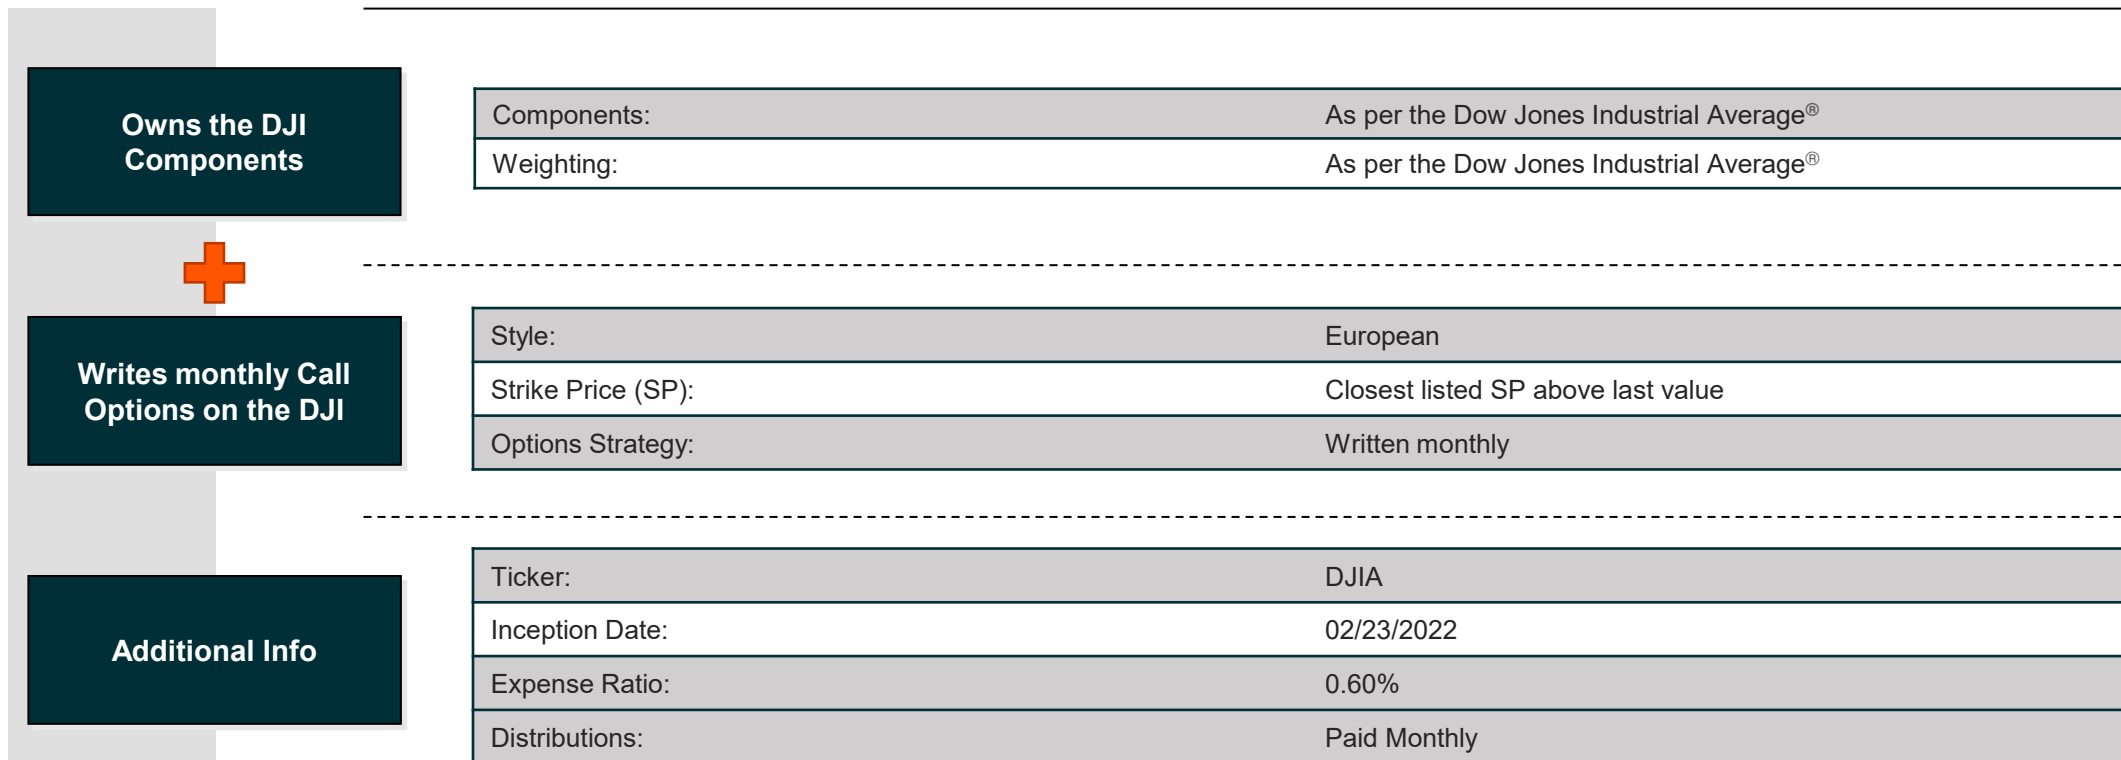 Owns the DJI
Components
Components: As per the Dow Jones Industrial Average®
Weighting: As per the Dow Jones Industrial Average®
Writes monthly Call
Options on the DJI
Style: European
Strike Price (SP): Closest listed SP above last value
Options Strategy: Written monthly
Additional Info
Ticker: DJIA
Inception Date: 02/23/2022
Expense Ratio: 0.60%
Distributions: Paid Monthly